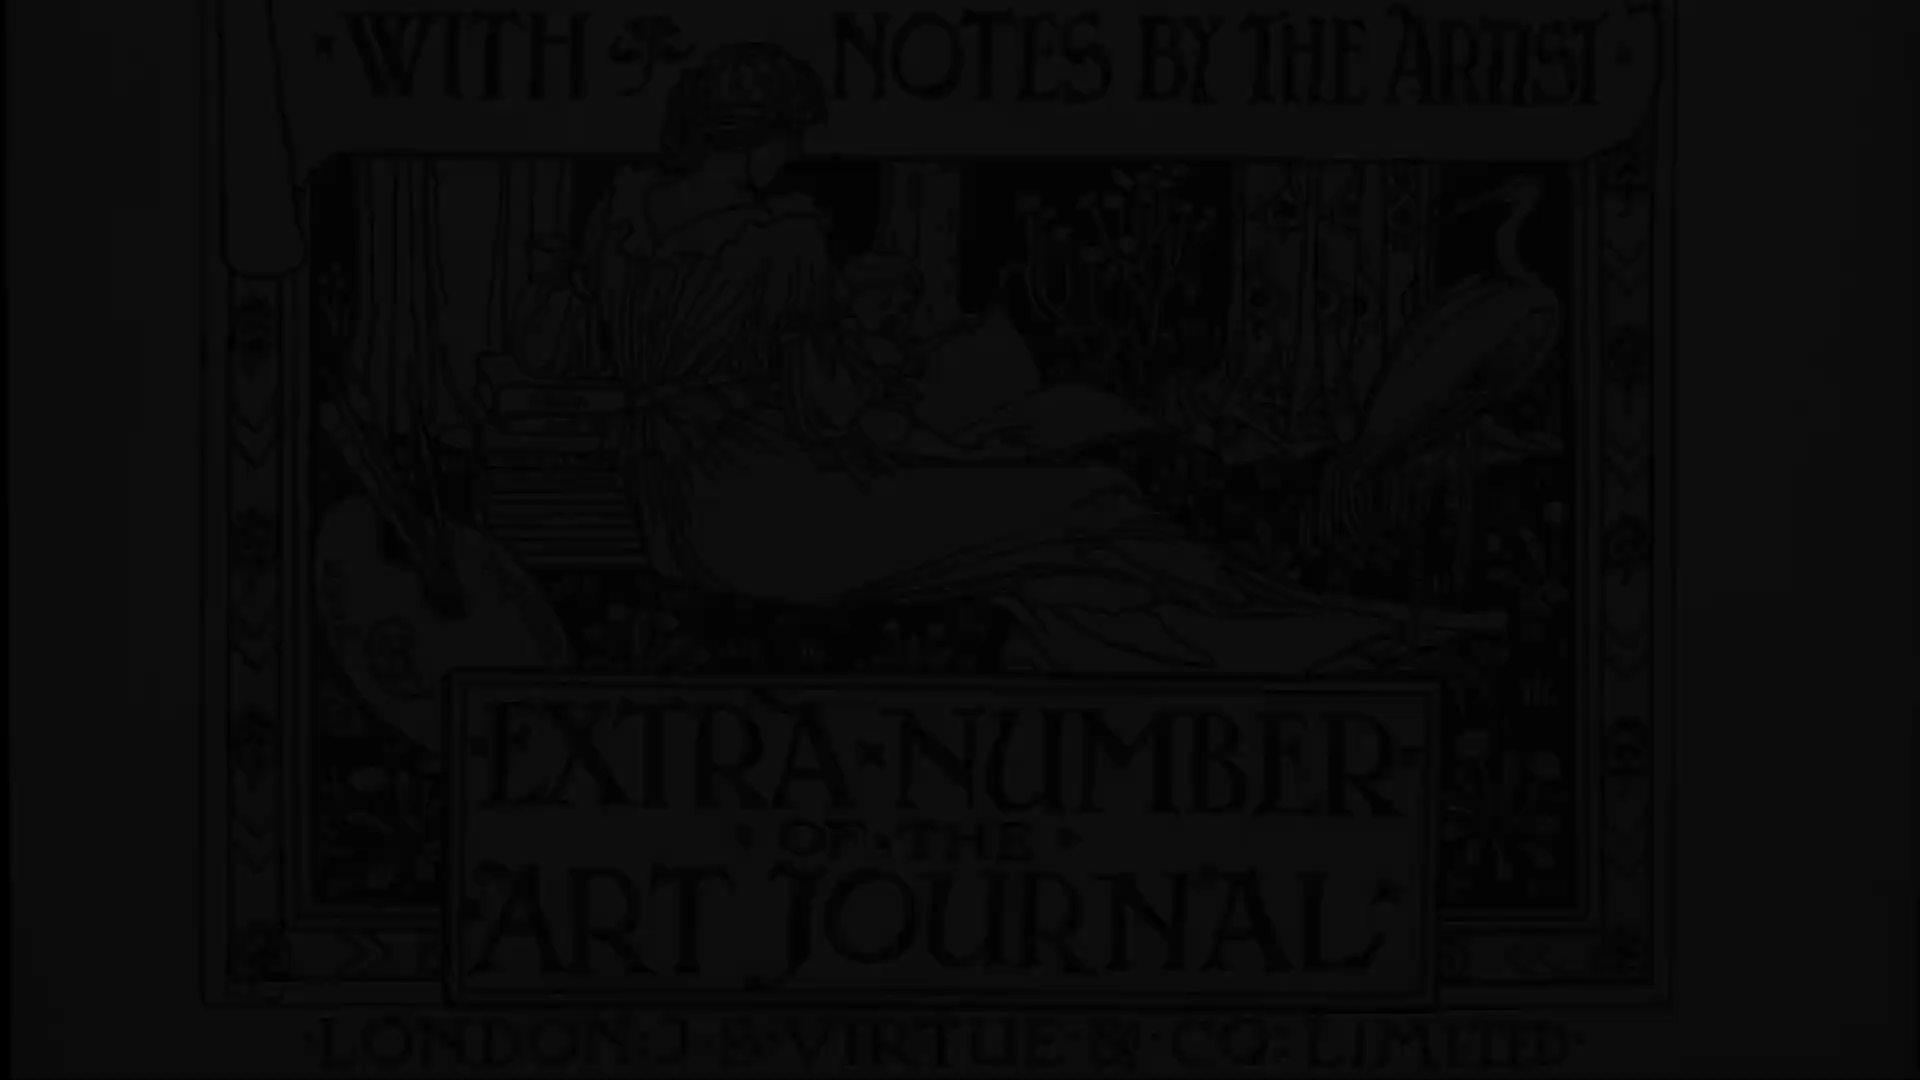 ·WITH NOTES BY THE ARTIST·
·EXTRA·NUMBER·
·OF·THE·
·ART JOURNAL·
·LONDON:J·S·VIRTUE·&·CO:LIMITED·